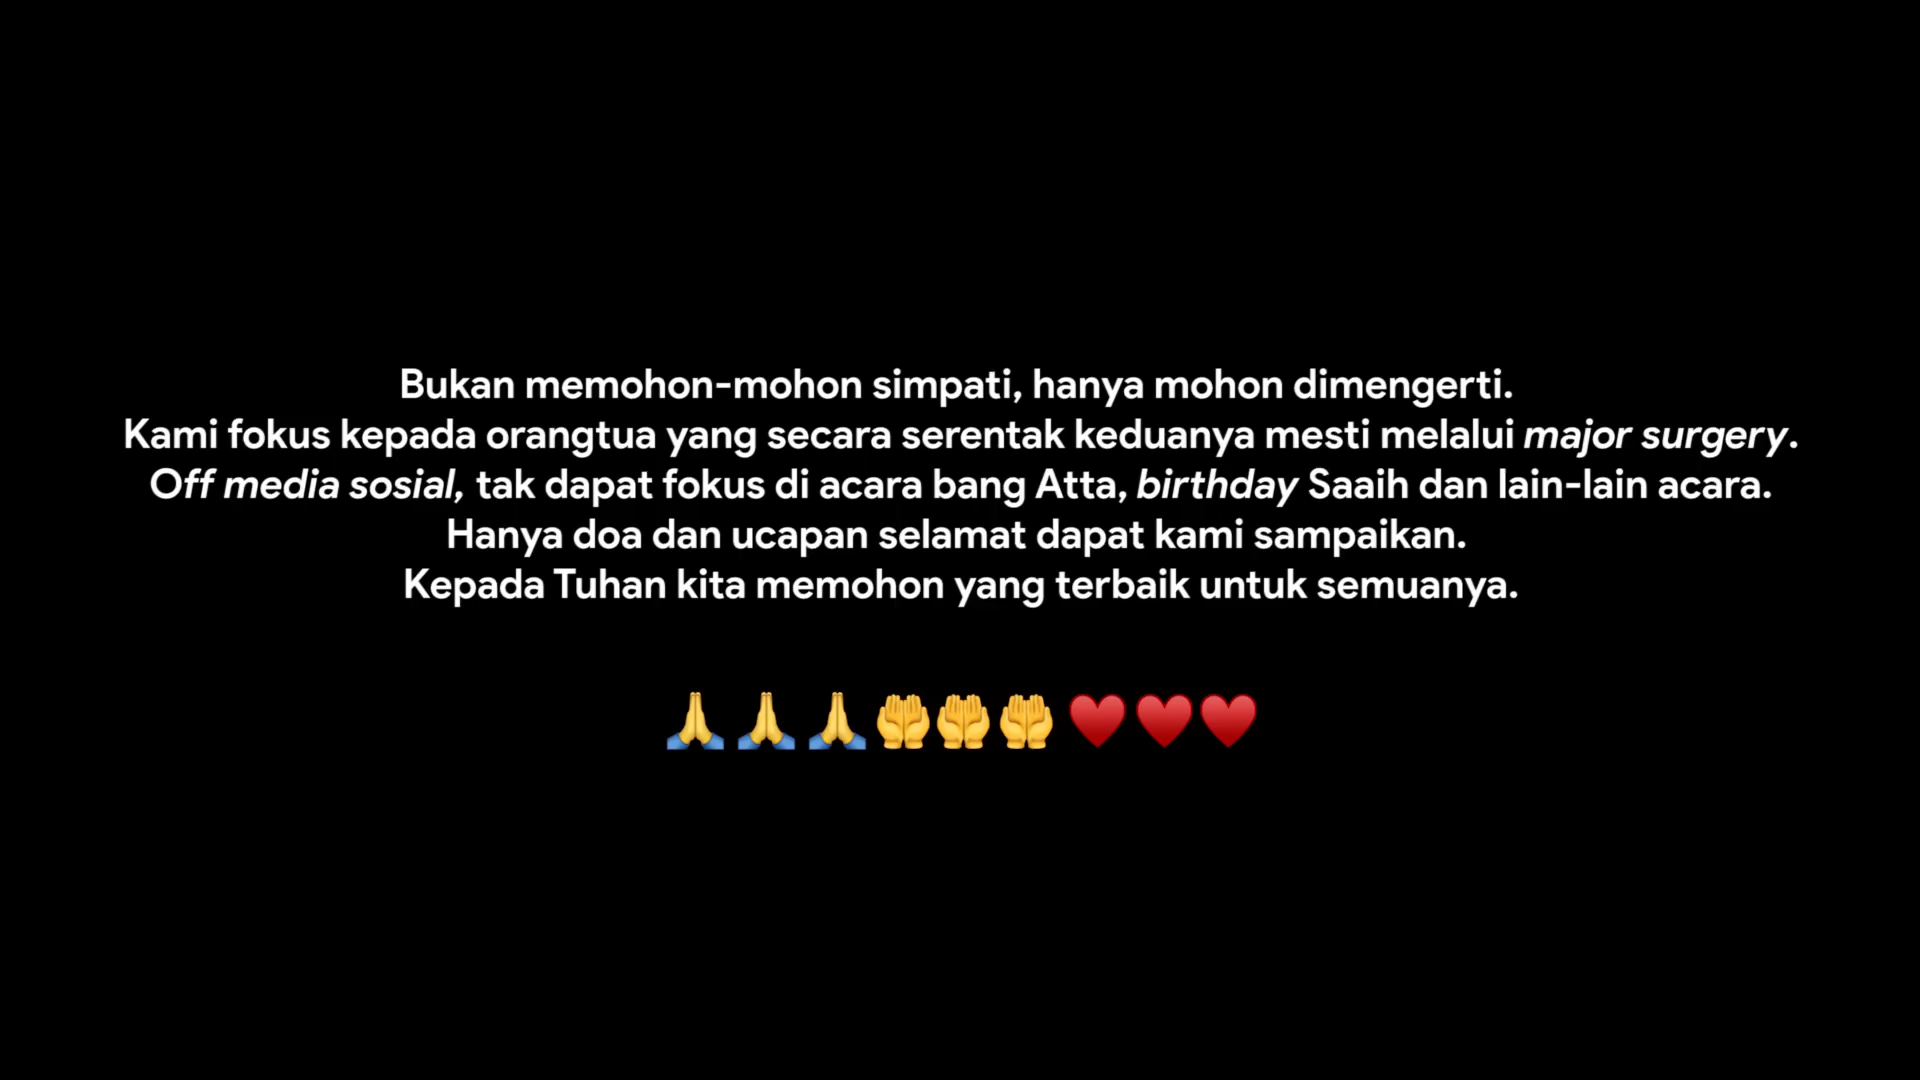 Bukan memohon-mohon simpati, hanya mohon dimengerti.
Kami fokus kepada orangtua yang secara serentak keduanya mesti melalui major surgery.
Off media sosial, tak dapat fokus di acara bang Atta, birthday Saaih dan lain-lain acara.
Hanya doa dan ucapan selamat dapat kami sampaikan.
Kepada Tuhan kita memohon yang terbaik untuk semuanya.
🙏🙏🙏🤲🤲🤲♥️♥️♥️